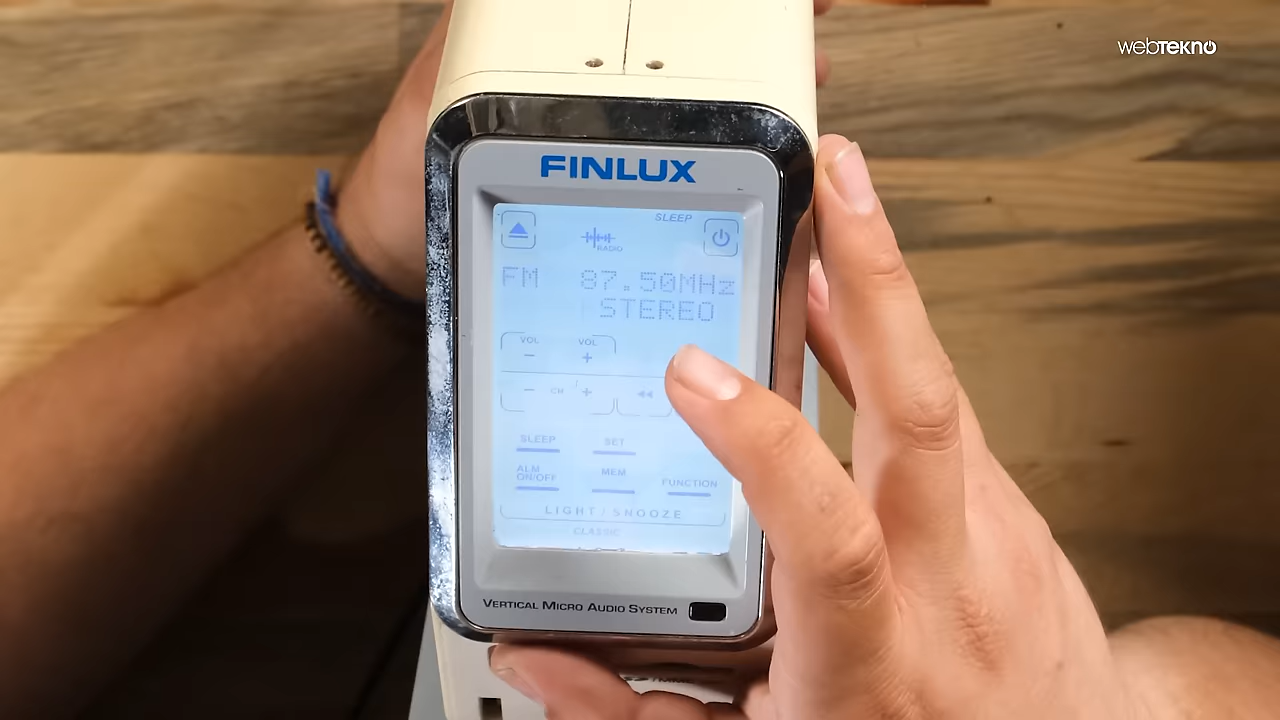 webTEKNO
FINLUX
SLEEP
RADIO
FM 87.50MHz
STEREO
VOL VOL
- +
- CH +
SLEEP SET
ALM ON/OFF MEM FUNCTION
LIGHT / SNOOZE
CLASSIC
VERTICAL MICRO AUDIO SYSTEM